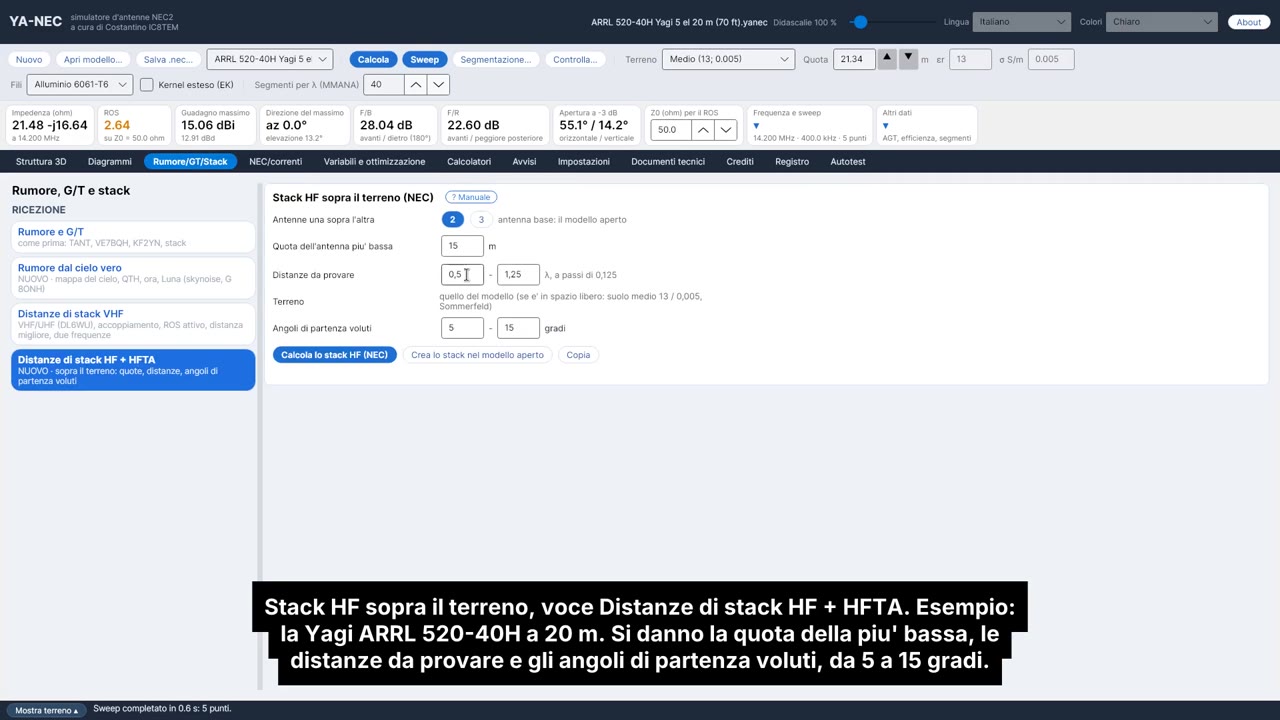 YA-NEC
simulatore d'antenne NEC2
a cura di Costantino IC8TEM
ARRL 520-40H Yagi 5 el 20 m (70 ft).yanec
Didascalie 100 %
Lingua
Italiano
Colori
Chiaro
About
Nuovo
Apri modello...
Salva .nec...
ARRL 520-40H Yagi 5 el
Calcola
Sweep
Segmentazione...
Controlla...
Terreno
Medio (13; 0.005)
Quota
21.34
m
εr
13
σ S/m
0.005
Fili
Alluminio 6061-T6
Kernel esteso (EK)
Segmenti per λ (MMANA)
40
Impedenza (ohm)
21.48 -j16.64
a 14.200 MHz
ROS
2.64
su Z0 = 50.0 ohm
Guadagno massimo
15.06 dBi
12.91 dBd
Direzione del massimo
az 0.0°
elevazione 13.2°
F/B
28.04 dB
avanti / dietro (180°)
F/R
22.60 dB
avanti / peggiore posteriore
Apertura a -3 dB
55.1° / 14.2°
orizzontale / verticale
Z0 (ohm) per il ROS
50.0
Frequenza e sweep
▼
14.200 MHz · 400.0 kHz · 5 punti
Altri dati
▼
AGT, efficienza, segmenti
Struttura 3D
Diagrammi
Rumore/GT/Stack
NEC/correnti
Variabili e ottimizzazione
Calcolatori
Avvisi
Impostazioni
Documenti tecnici
Crediti
Registro
Autotest
Rumore, G/T e stack
RICEZIONE
Rumore e G/T
come prima: TANT, VE7BQH, KF2YN, stack
Rumore dal cielo vero
NUOVO · mappa del cielo, QTH, ora, Luna (skynoise, G
8ONH)
Distanze di stack VHF
VHF/UHF (DL6WU), accoppiamento, ROS attivo, distanza
migliore, due frequenze
Distanze di stack HF + HFTA
NUOVO · sopra il terreno: quote, distanze, angoli di
partenza voluti
Stack HF sopra il terreno (NEC)
? Manuale
Antenne una sopra l'altra
2
3
antenna base: il modello aperto
Quota dell'antenna piu' bassa
15
m
Distanze da provare
0,5
-
1,25
λ, a passi di 0,125
Terreno
quello del modello (se e' in spazio libero: suolo medio 13 / 0,005,
Sommerfeld)
Angoli di partenza voluti
5
-
15
gradi
Calcola lo stack HF (NEC)
Crea lo stack nel modello aperto
Copia
Stack HF sopra il terreno, voce Distanze di stack HF + HFTA. Esempio:
la Yagi ARRL 520-40H a 20 m. Si danno la quota della piu' bassa, le
distanze da provare e gli angoli di partenza voluti, da 5 a 15 gradi.
Mostra terreno ▴
Sweep completato in 0.6 s: 5 punti.